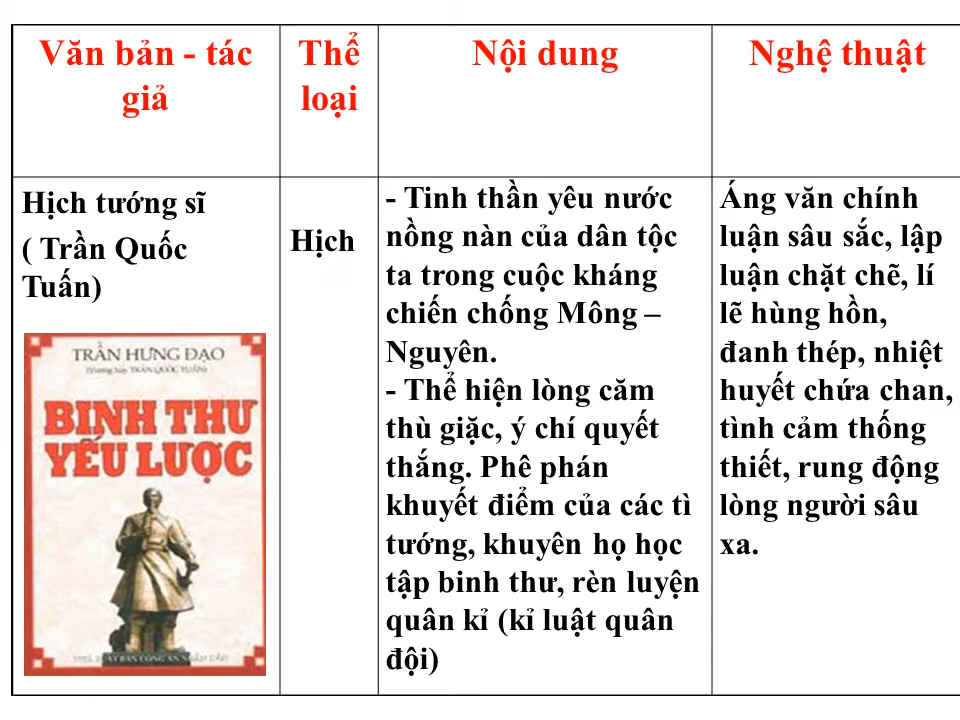 Văn bản - tác
giả
Thể
loại
Nội dung
Nghệ thuật
Hịch tướng sĩ
( Trần Quốc
Tuấn)
TRẦN HƯNG ĐẠO
BINH THƯ
YẾU LƯỢC
Hịch
- Tinh thần yêu nước
nồng nàn của dân tộc
ta trong cuộc kháng
chiến chống Mông –
Nguyên.
- Thể hiện lòng căm
thù giặc, ý chí quyết
thắng. Phê phán
khuyết điểm của các tì
tướng, khuyên họ học
tập binh thư, rèn luyện
quân kỉ (kỉ luật quân
đội)
Áng văn chính
luận sâu sắc, lập
luận chặt chẽ, lí
lẽ hùng hồn,
đanh thép, nhiệt
huyết chứa chan,
tình cảm thống
thiết, rung động
lòng người sâu
xa.